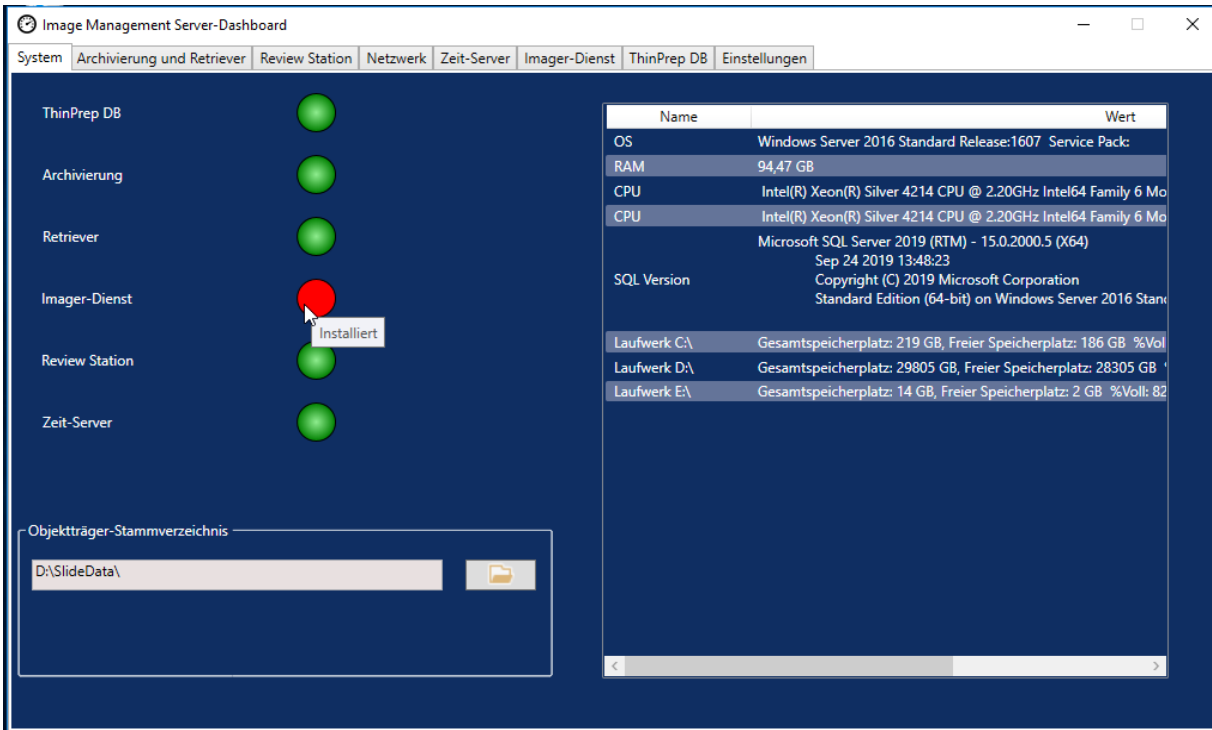 Image Management Server-Dashboard
System Archivierung und Retriever Review Station Netzwerk Zeit-Server Imager-Dienst ThinPrep DB Einstellungen
ThinPrep DB
Archivierung
Retriever
Imager-Dienst
Installiert
Review Station
Zeit-Server
Objektträger-Stammverzeichnis
D:\SlideData\
Name Wert
OS Windows Server 2016 Standard Release:1607 Service Pack:
RAM 94,47 GB
CPU Intel(R) Xeon(R) Silver 4214 CPU @ 2.20GHz Intel64 Family 6 Mo
CPU Intel(R) Xeon(R) Silver 4214 CPU @ 2.20GHz Intel64 Family 6 Mo
Microsoft SQL Server 2019 (RTM) - 15.0.2000.5 (X64)
Sep 24 2019 13:48:23
SQL Version Copyright (C) 2019 Microsoft Corporation
Standard Edition (64-bit) on Windows Server 2016 Stan
Laufwerk C:\ Gesamtspeicherplatz: 219 GB, Freier Speicherplatz: 186 GB %Vol
Laufwerk D:\ Gesamtspeicherplatz: 29805 GB, Freier Speicherplatz: 28305 GB
Laufwerk E:\ Gesamtspeicherplatz: 14 GB, Freier Speicherplatz: 2 GB %Voll: 82